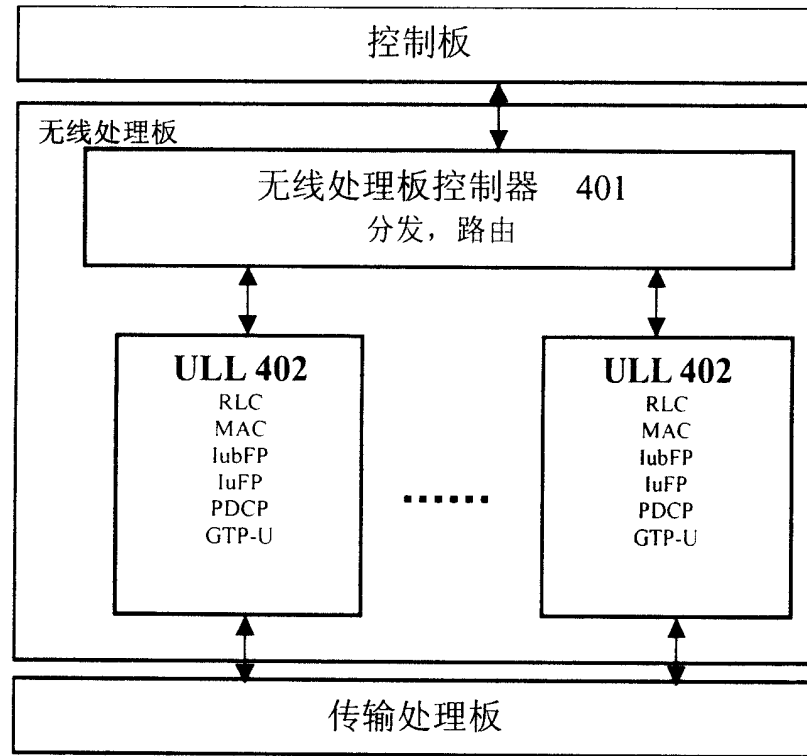 控制板
无线处理板
无线处理板控制器 401
分发，路由
ULL 402
RLC
MAC
IubFP
IuFP
PDCP
GTP-U
.......
ULL 402
RLC
MAC
IubFP
IuFP
PDCP
GTP-U
传输处理板